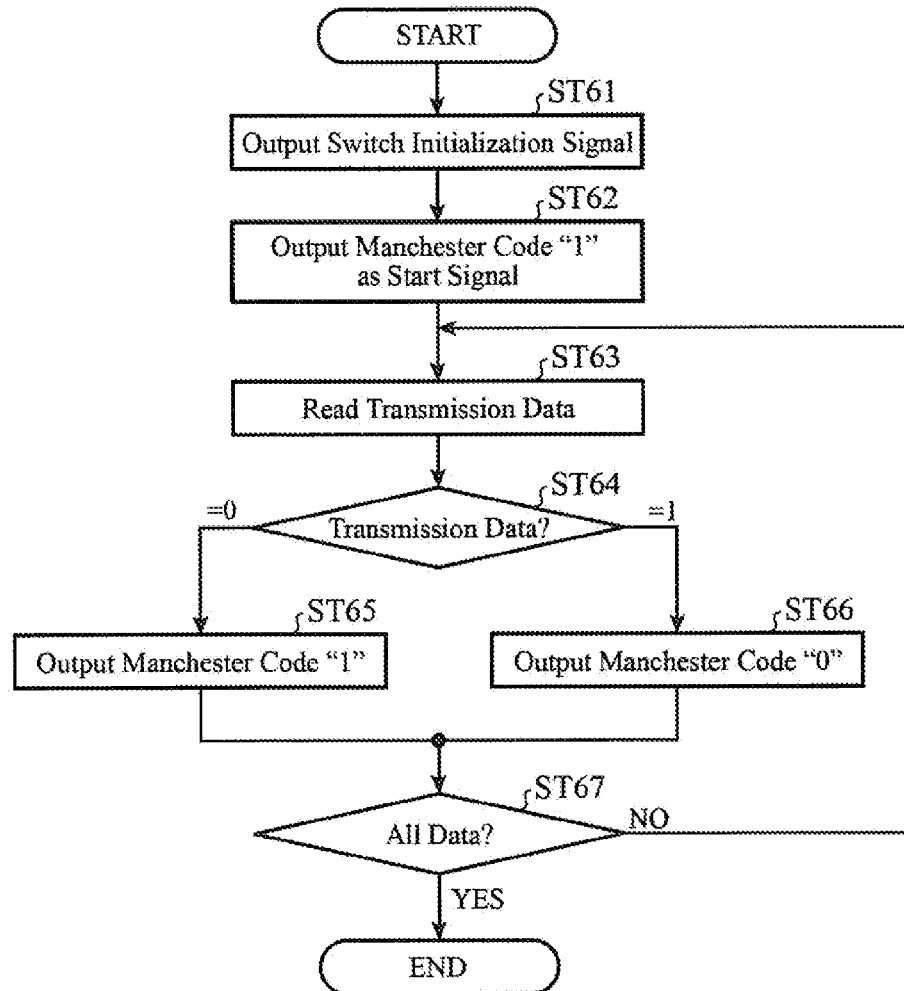 START
ST61
Output Switch Initialization Signal
ST62
Output Manchester Code “1”
as Start Signal
ST63
Read Transmission Data
ST64
=0
Transmission Data?
=1
ST65
ST66
Output Manchester Code “1”
Output Manchester Code “0”
ST67
All Data?
NO
YES
END